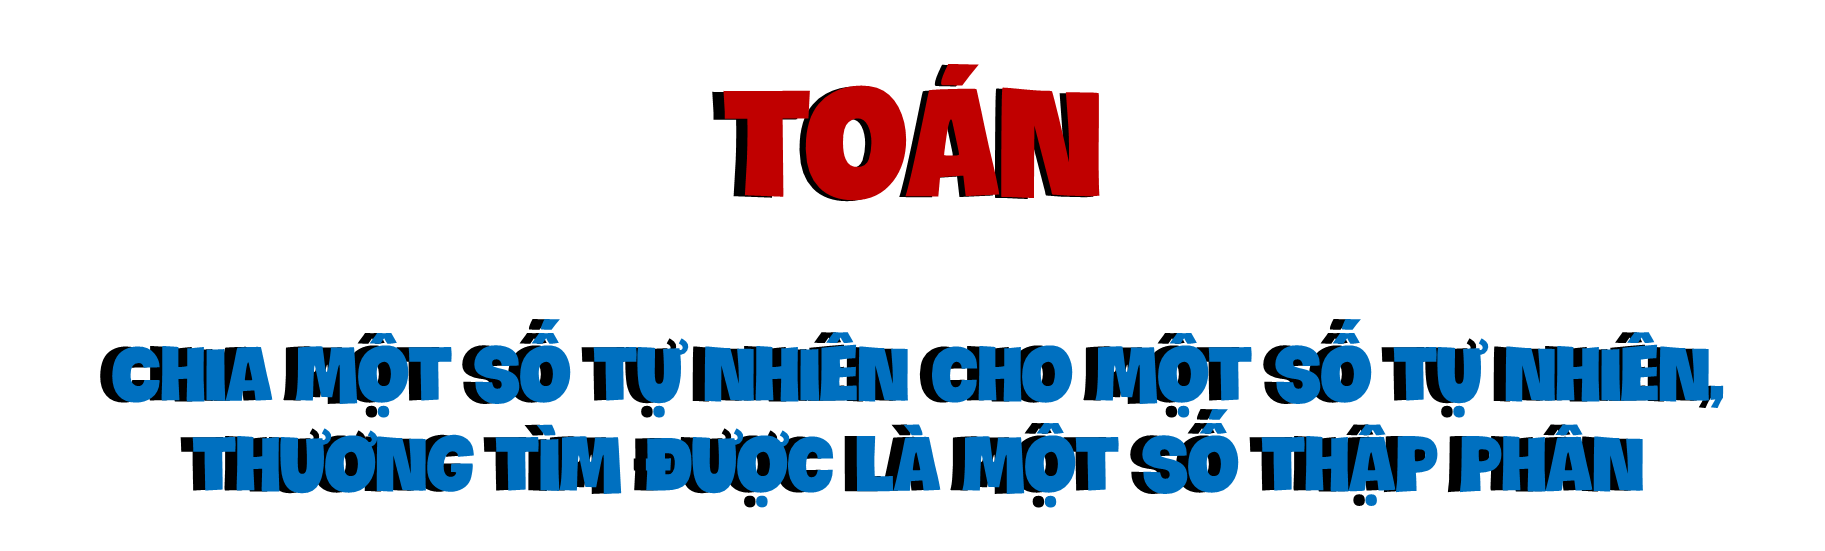 TOÁN
CHIA MỘT SỐ TỰ NHIÊN CHO MỘT SỐ TỰ NHIÊN,
THƯƠNG TÌM ĐƯỢC LÀ MỘT SỐ THẬP PHÂN